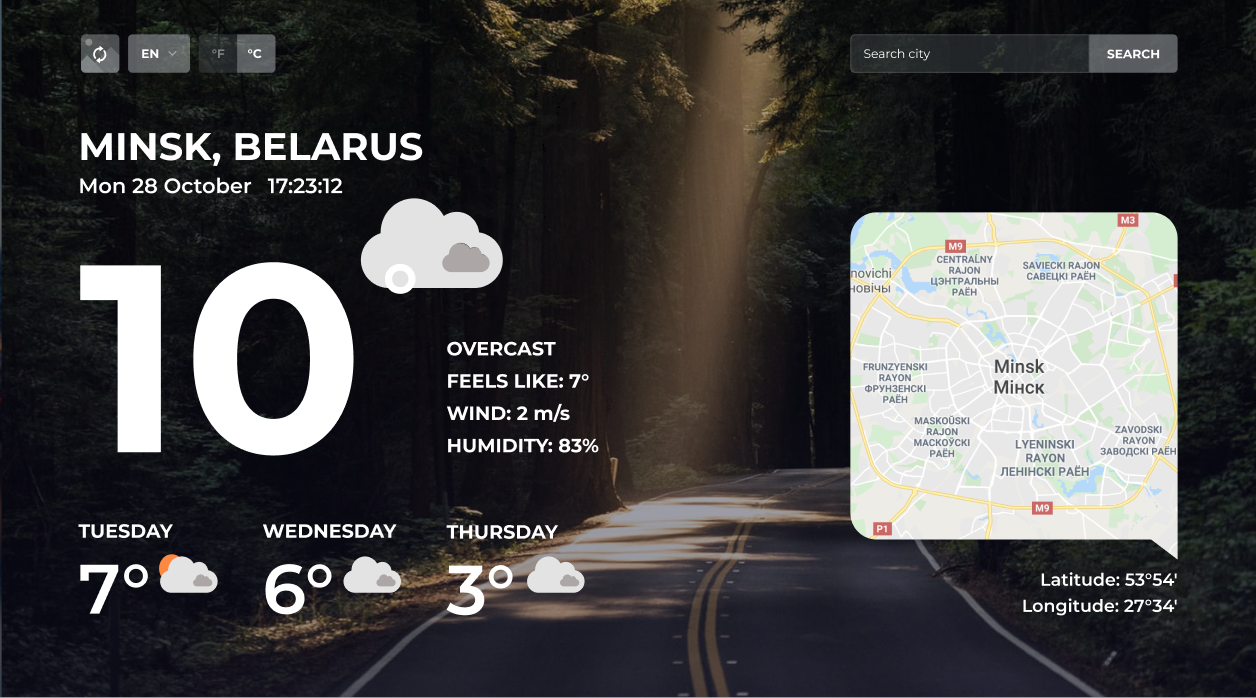 EN
°F
°C
Search city
SEARCH
MINSK, BELARUS
Mon 28 October 17:23:12
10
OVERCAST
FEELS LIKE: 7°
WIND: 2 m/s
HUMIDITY: 83%
TUESDAY
7°
WEDNESDAY
6°
THURSDAY
3°
M3
M9
novichi
новічы
CENTRALNY
RAJON
ЦЭНТРАЛЬНЫ
РАЁН
SAVIECKI RAJON
САВЕЦКІ РАЁН
FRUNZYENSKI
RAYON
ФРУНЗЕНСКІ
РАЁН
Minsk
Мінск
MASKOŬSKI
RAJON
МАСКОЎСКІ
РАЁН
LYENINSKI
RAYON
ЛЕНІНСКІ РАЁН
ZAVODSKI
RAYON
ЗАВОДСКІ РАЁН
M9
P1
Latitude: 53°54'
Longitude: 27°34'